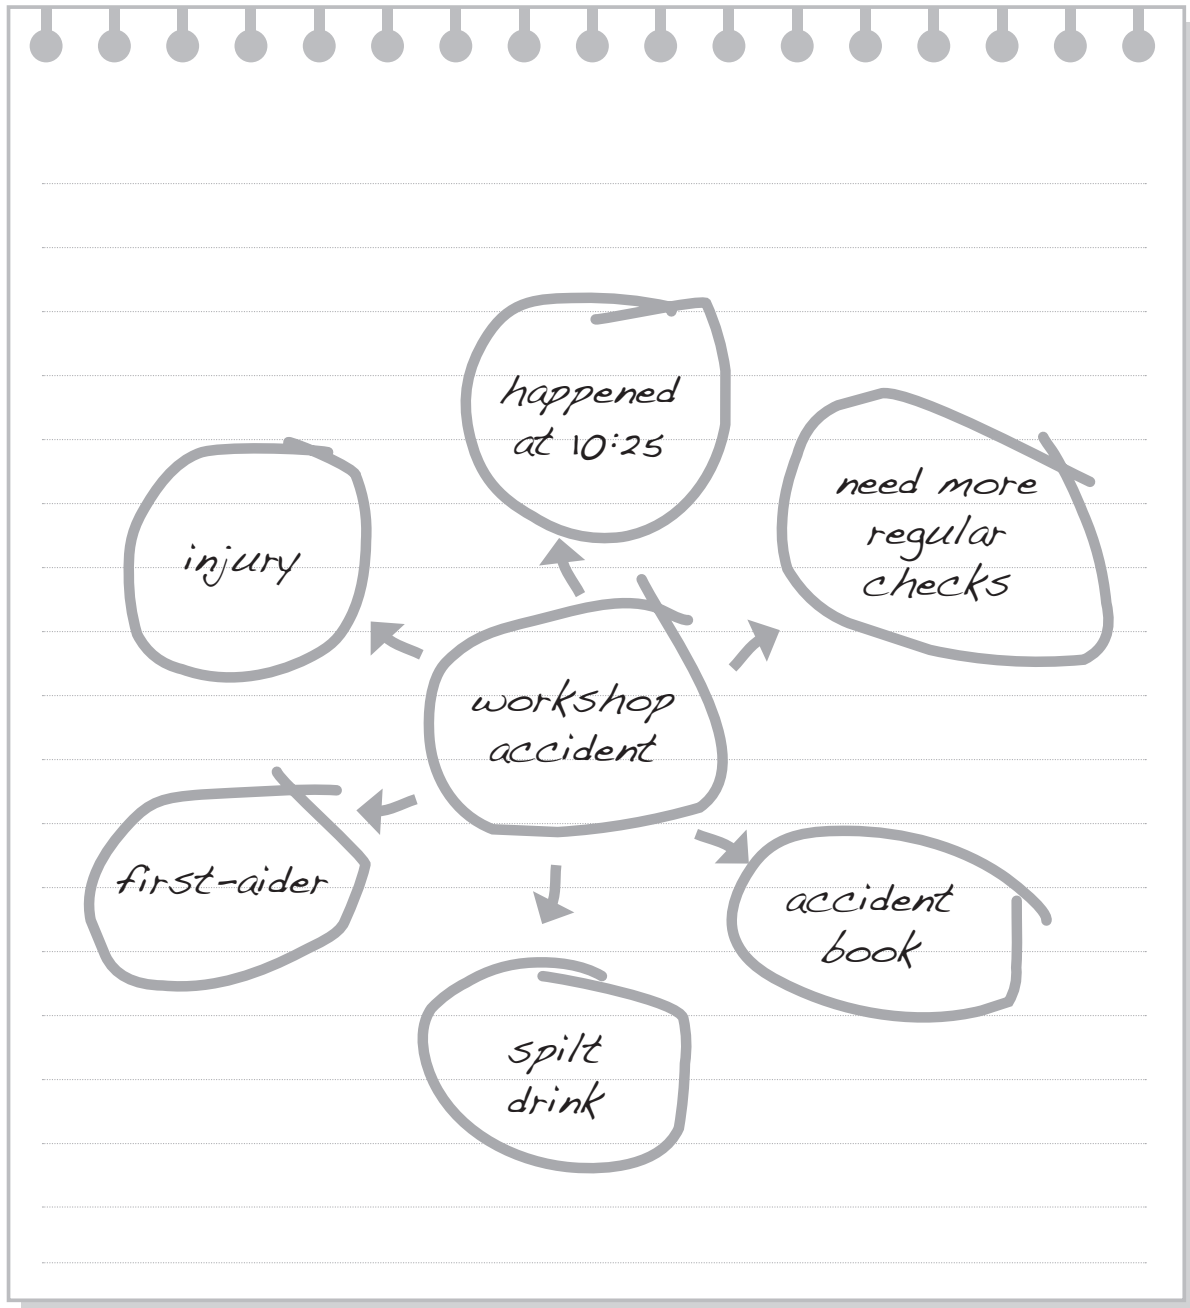 happened
at 10:25
need more
regular
checks
injury
workshop
accident
first-aider
accident
book
spilt
drink